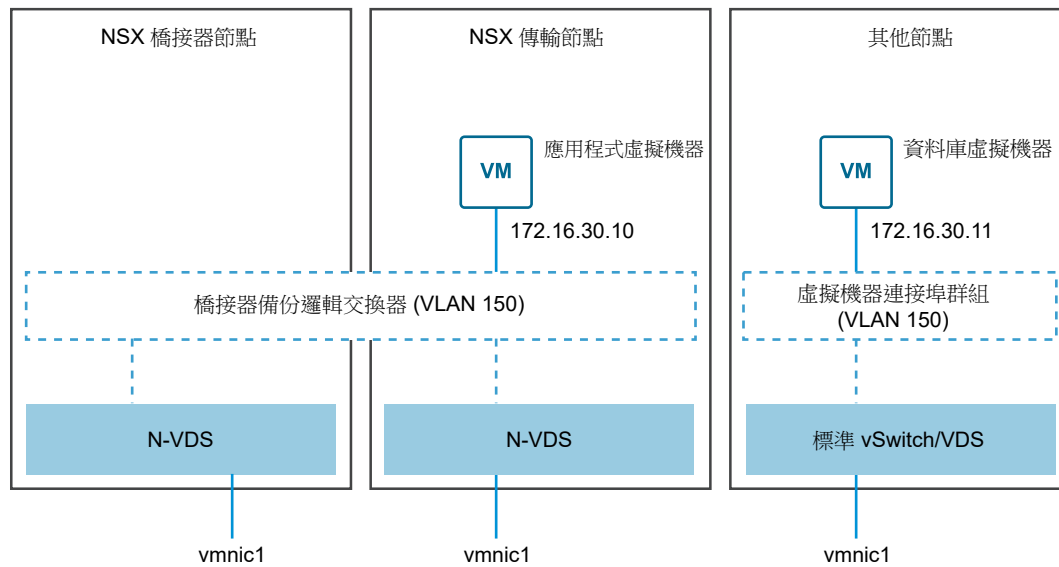 NSX 橋接器節點
NSX 傳輸節點
其他節點
VM
應用程式虛擬機器
VM
資料庫虛擬機器
172.16.30.10
172.16.30.11
橋接器備份邏輯交換器 (VLAN 150)
虛擬機器連接埠群組
(VLAN 150)
N-VDS
N-VDS
標準 vSwitch/VDS
vmnic1
vmnic1
vmnic1